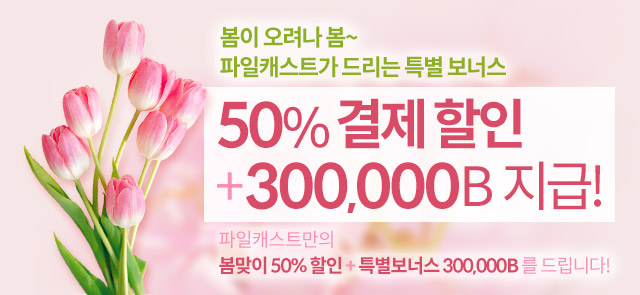 봄이 오려나 봄~
파일캐스트가 드리는 특별 보너스
50% 결제 할인
+300,000B 지급!
파일캐스트만의
봄맞이 50% 할인 + 특별보너스 300,000B 를 드립니다!